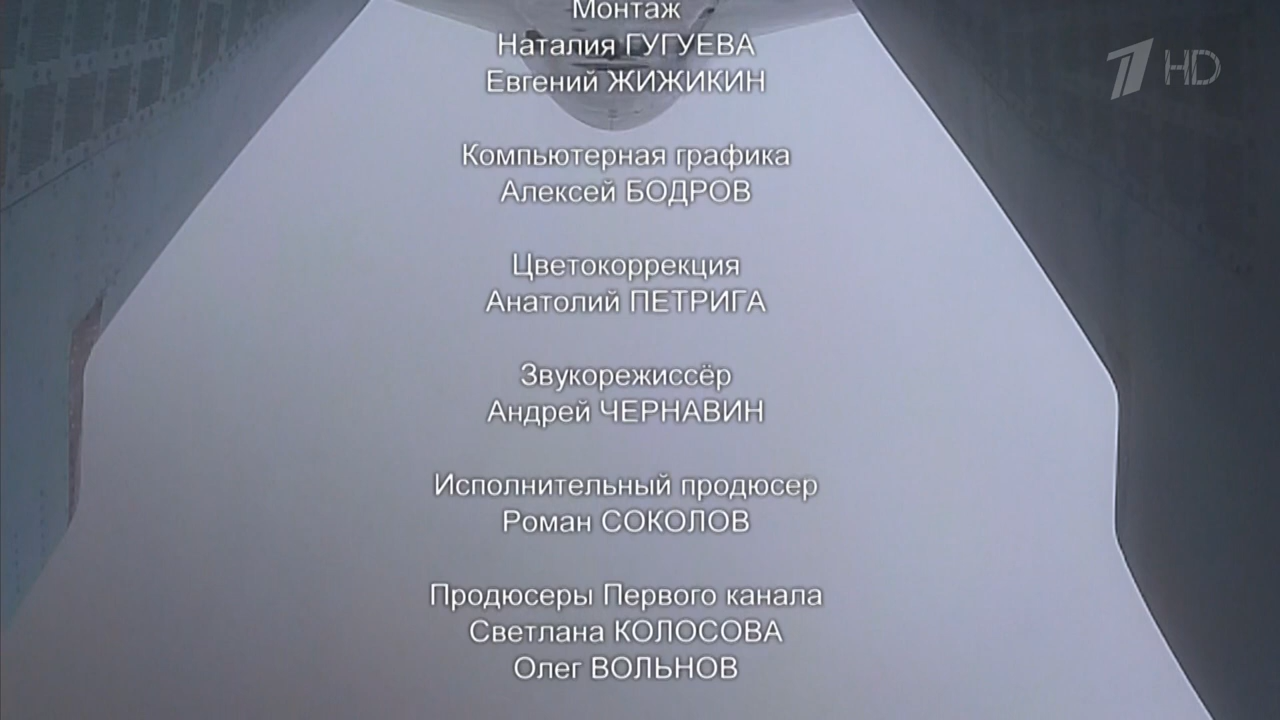 Монтаж
Наталия ГУГУЕВА
Евгений ЖИЖИКИН
Компьютерная графика
Алексей БОДРОВ
Цветокоррекция
Анатолий ПЕТРИГА
Звукорежиссёр
Андрей ЧЕРНАВИН
Исполнительный продюсер
Роман СОКОЛОВ
Продюсеры Первого канала
Светлана КОЛОСОВА
Олег ВОЛЬНОВ
1 HD